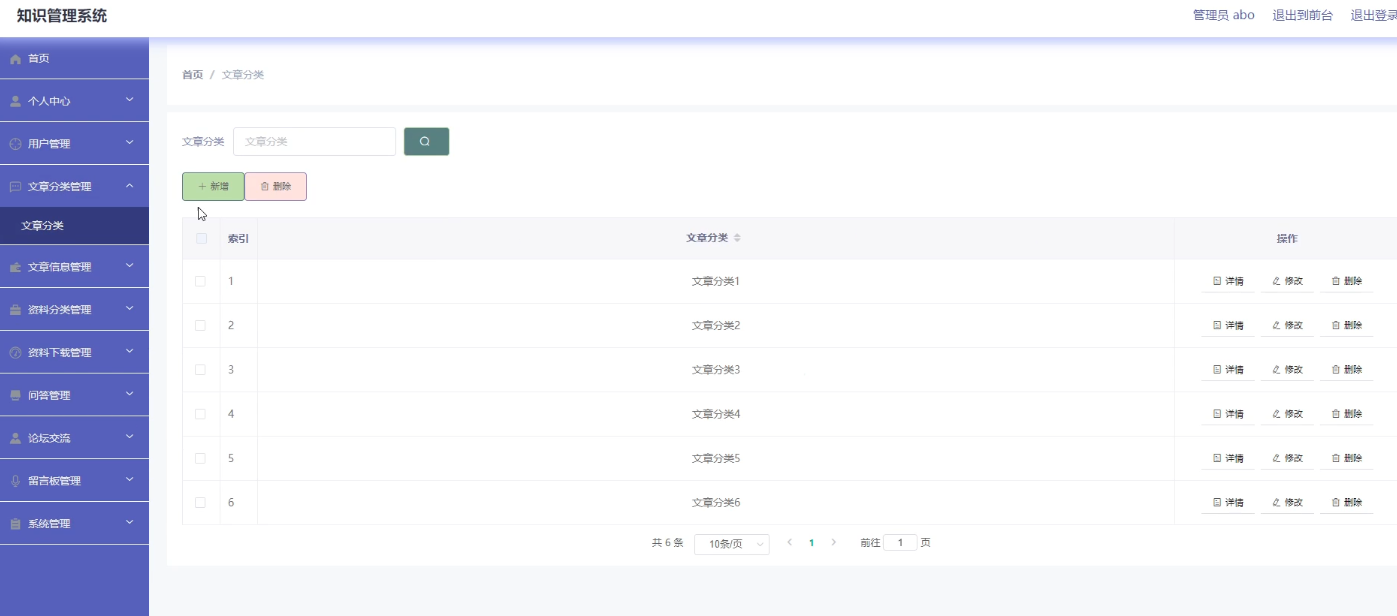 知识管理系统
管理员 abo 退出到前台 退出登录
首页
个人中心
用户管理
文章分类管理
文章分类
文章信息管理
资料分类管理
资料下载管理
问答管理
论坛交流
留言板管理
系统管理
首页 / 文章分类
文章分类 文章分类
新增 删除
索引 文章分类 操作
1 文章分类1 详情 修改 删除
2 文章分类2 详情 修改 删除
3 文章分类3 详情 修改 删除
4 文章分类4 详情 修改 删除
5 文章分类5 详情 修改 删除
6 文章分类6 详情 修改 删除
共 6 条 10条/页 1 前往 1 页